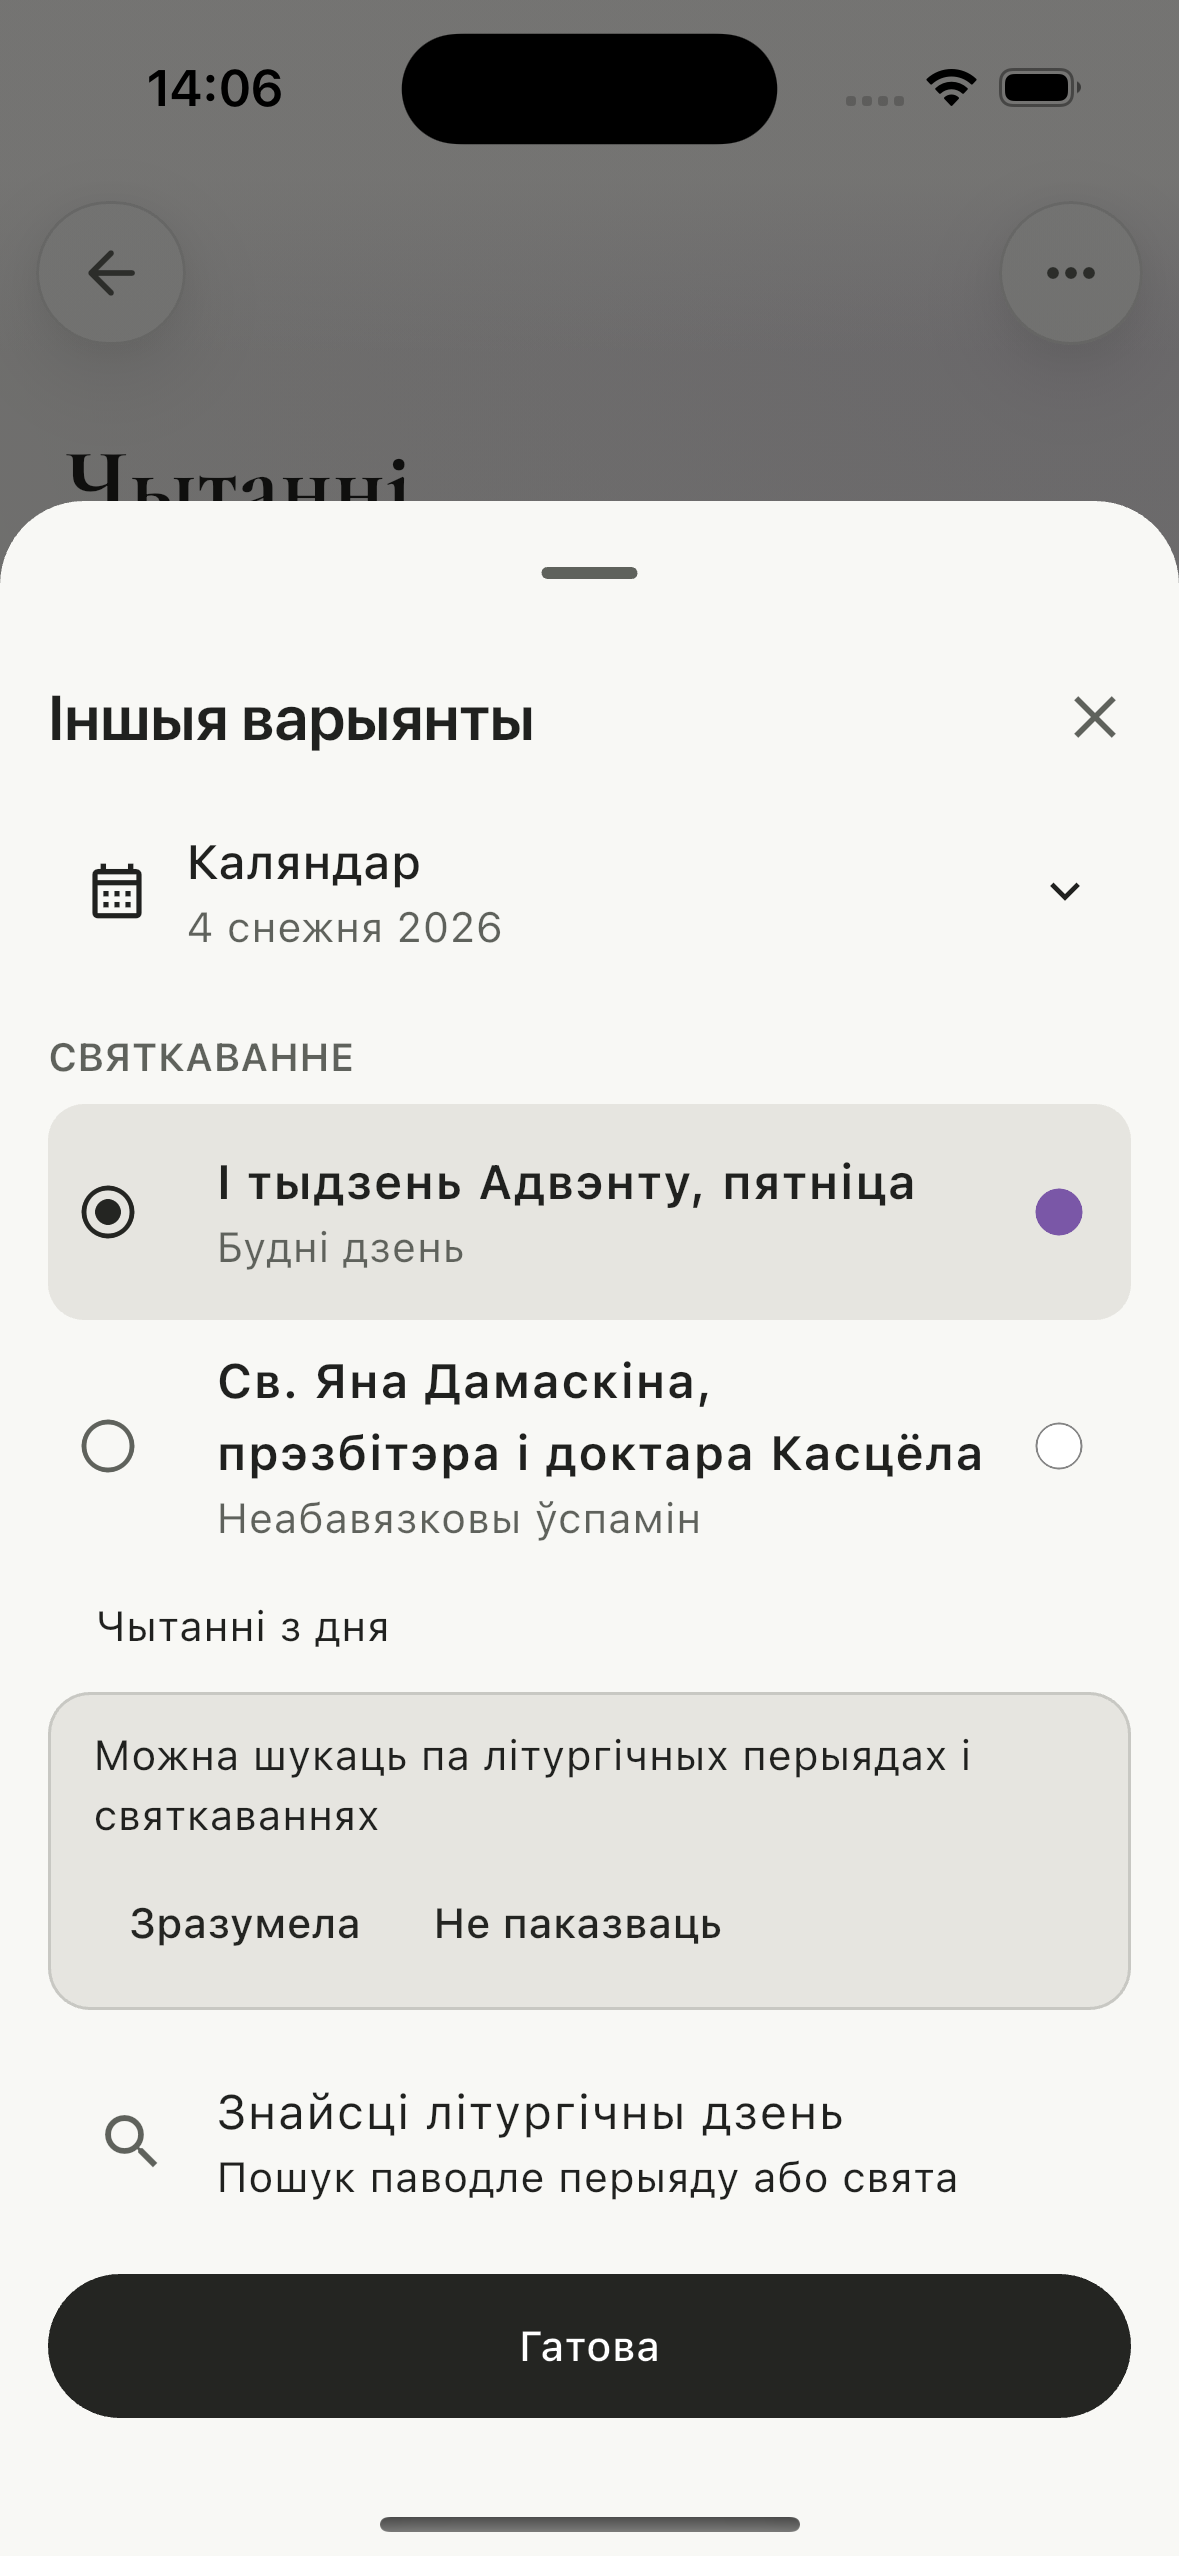 14:06
Чытанні
Іншыя варыянты
Каляндар
4 снежня 2026
СВЯТКАВАННЕ
І тыдзень Адвэнту, пятніца
Будні дзень
Св. Яна Дамаскіна,
прэзбітэра і доктара Касцёла
Неабавязковы ўспамін
Чытанні з дня
Можна шукаць па літургічных перыядах і
святкаваннях
Зразумела Не паказваць
Знайсці літургічны дзень
Пошук паводле перыяду або свята
Гатова